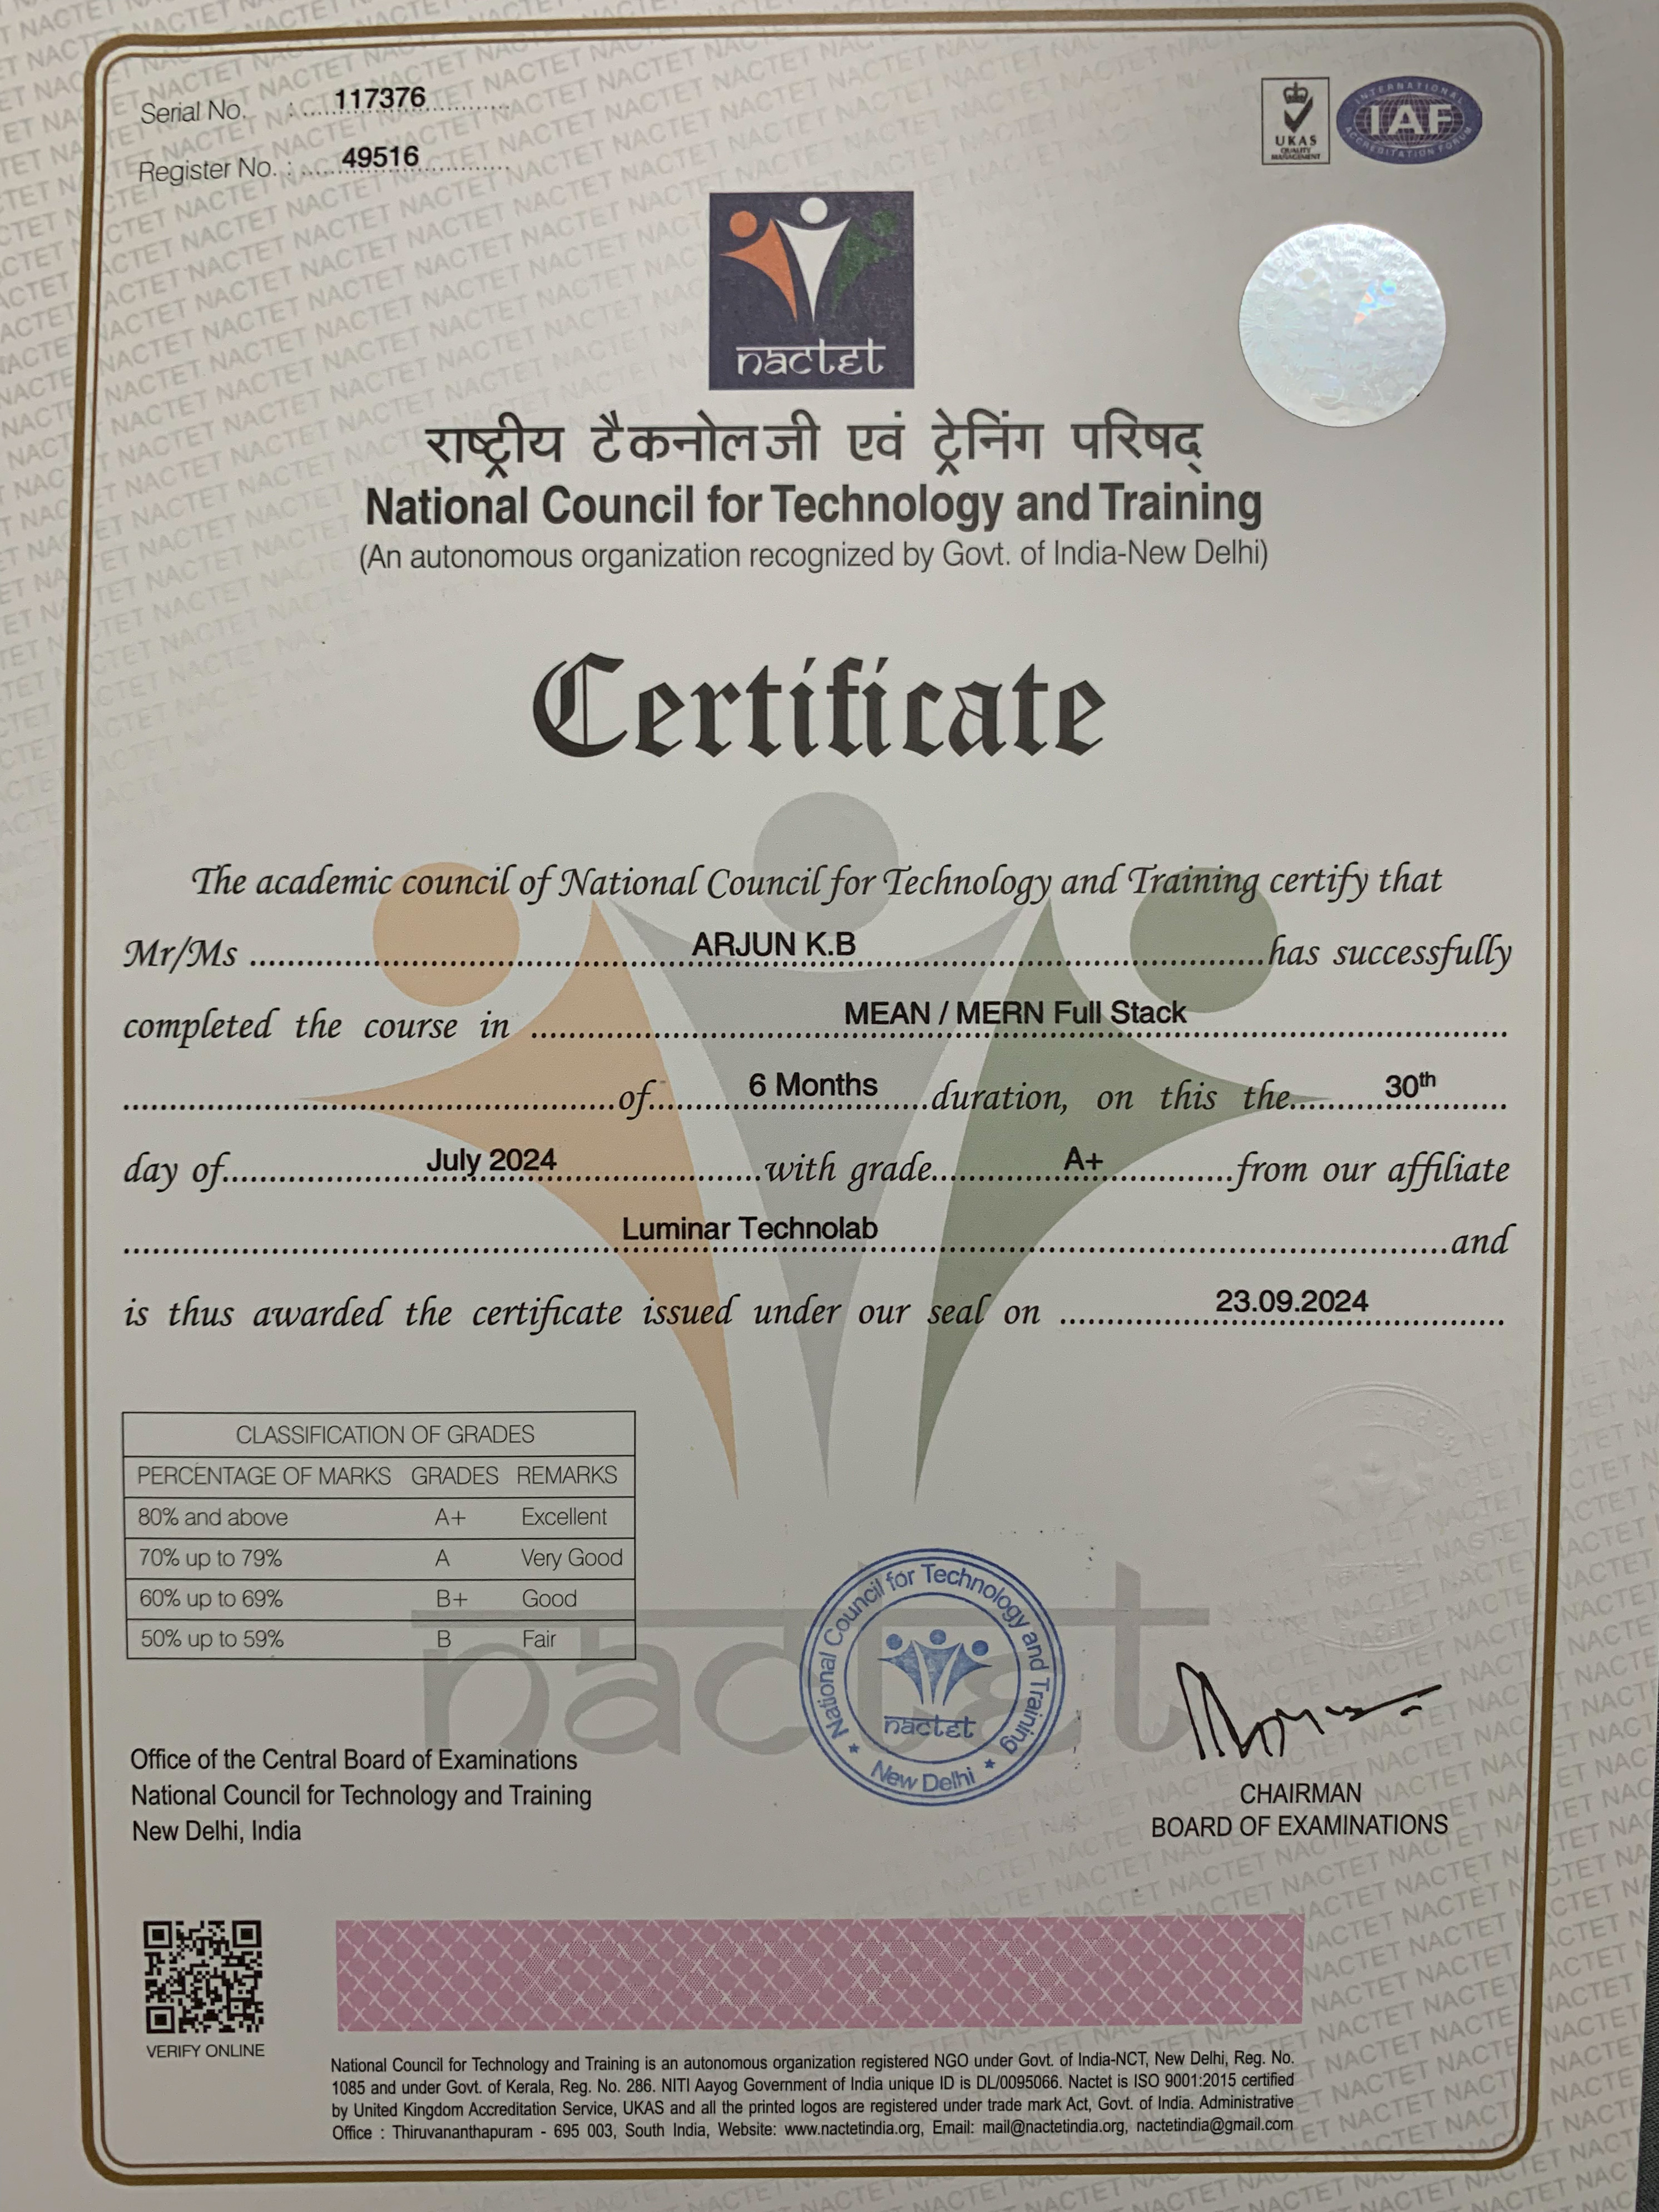 Serial No. : 117376
Register No. : 49516
UKAS
QUALITY
MANAGEMENT
INTERNATIONAL
IAF
ACCREDITATION FORUM
nactet
राष्ट्रीय टैकनोलजी एवं ट्रेनिंग परिषद्
National Council for Technology and Training
(An autonomous organization recognized by Govt. of India-New Delhi)
Certificate
The academic council of National Council for Technology and Training certify that
Mr/Ms ARJUN K.B has successfully
completed the course in MEAN / MERN Full Stack
of 6 Months duration, on this the 30th
day of July 2024 with grade A+ from our affiliate
Luminar Technolab and
is thus awarded the certificate issued under our seal on 23.09.2024
CLASSIFICATION OF GRADES
PERCENTAGE OF MARKS GRADES REMARKS
80% and above A+ Excellent
70% up to 79% A Very Good
60% up to 69% B+ Good
50% up to 59% B Fair
nactet
National Council for Technology and Training
nactet
New Delhi
Office of the Central Board of Examinations
National Council for Technology and Training
New Delhi, India
CHAIRMAN
BOARD OF EXAMINATIONS
VERIFY ONLINE
COPY
National Council for Technology and Training is an autonomous organization registered NGO under Govt. of India-NCT, New Delhi, Reg. No.
1085 and under Govt. of Kerala, Reg. No. 286. NITI Aayog Government of India unique ID is DL/0095066. Nactet is ISO 9001:2015 certified
by United Kingdom Accreditation Service, UKAS and all the printed logos are registered under trade mark Act, Govt. of India. Administrative
Office : Thiruvananthapuram - 695 003, South India, Website: www.nactetindia.org, Email: mail@nactetindia.org, nactetindia@gmail.com